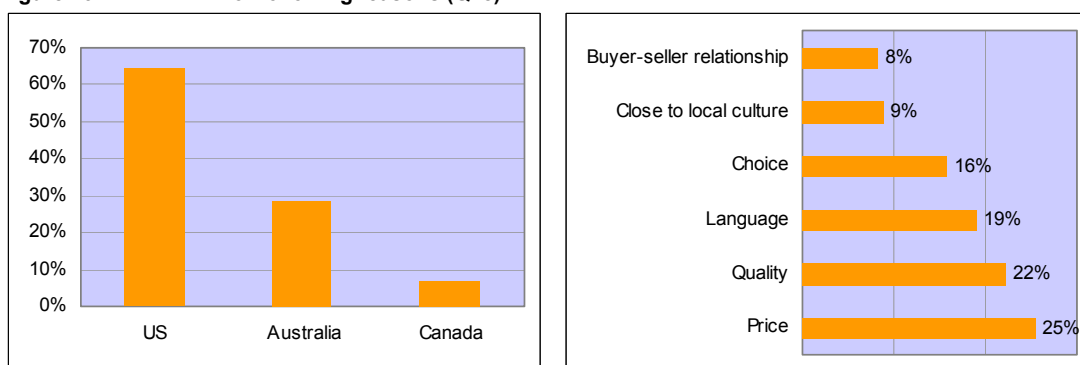 70%
60%
50%
40%
30%
20%
10%
0%
US Australia Canada
Buyer-seller relationship 8%
Close to local culture 9%
Choice 16%
Language 19%
Quality 22%
Price 25%